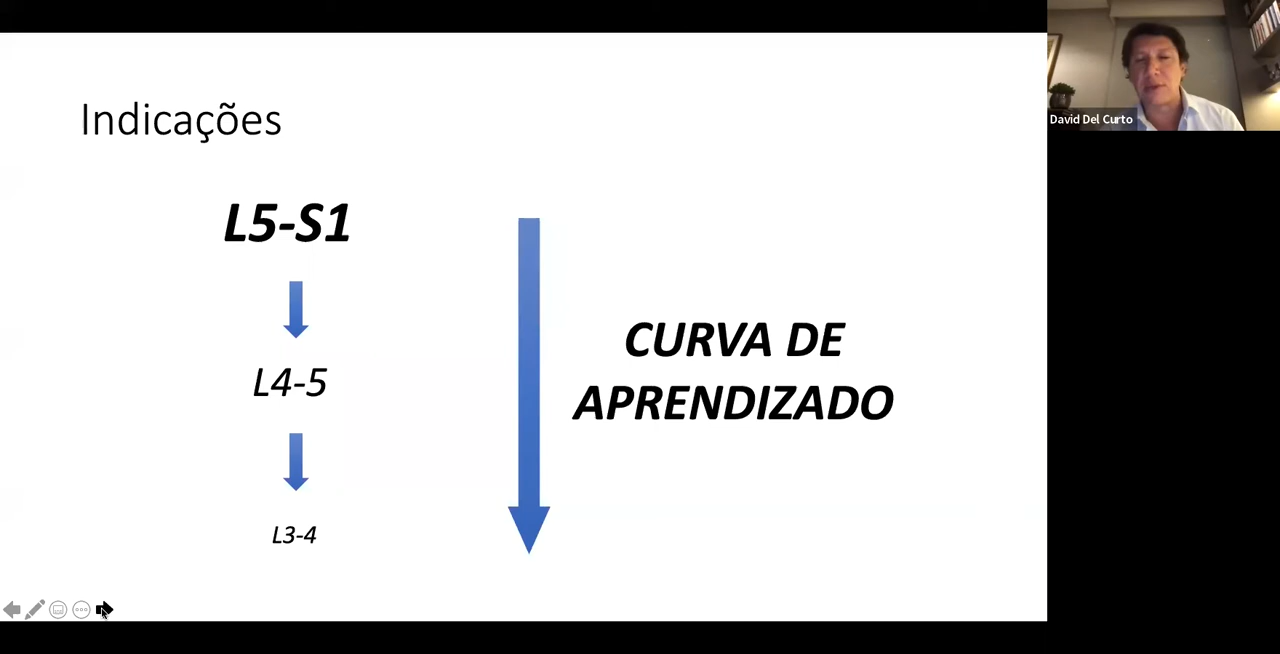 Indicações
L5-S1
L4-5
L3-4
CURVA DE
APRENDIZADO
David Del Curto